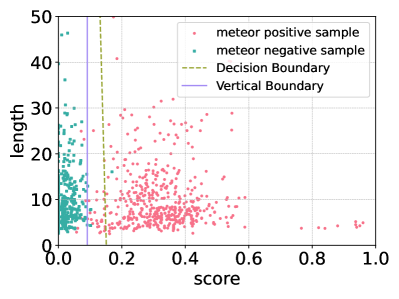 50
40
30
20
10
0
length
meteor positive sample
meteor negative sample
Decision Boundary
Vertical Boundary
0.0 0.2 0.4 0.6 0.8 1.0
score